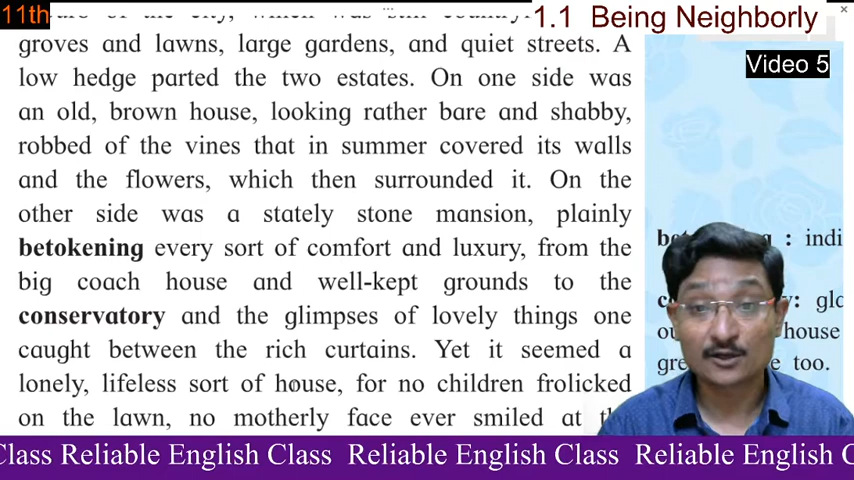 11th
1.1 Being Neighborly
Video 5
groves and lawns, large gardens, and quiet streets. A
low hedge parted the two estates. On one side was
an old, brown house, looking rather bare and shabby,
robbed of the vines that in summer covered its walls
and the flowers, which then surrounded it. On the
other side was a stately stone mansion, plainly
betokening every sort of comfort and luxury, from the
big coach house and well-kept grounds to the
conservatory and the glimpses of lovely things one
caught between the rich curtains. Yet it seemed a
lonely, lifeless sort of house, for no children frolicked
on the lawn, no motherly face ever smiled at
: indi
house
too.
Class Reliable English Class Reliable English Class Reliable English C